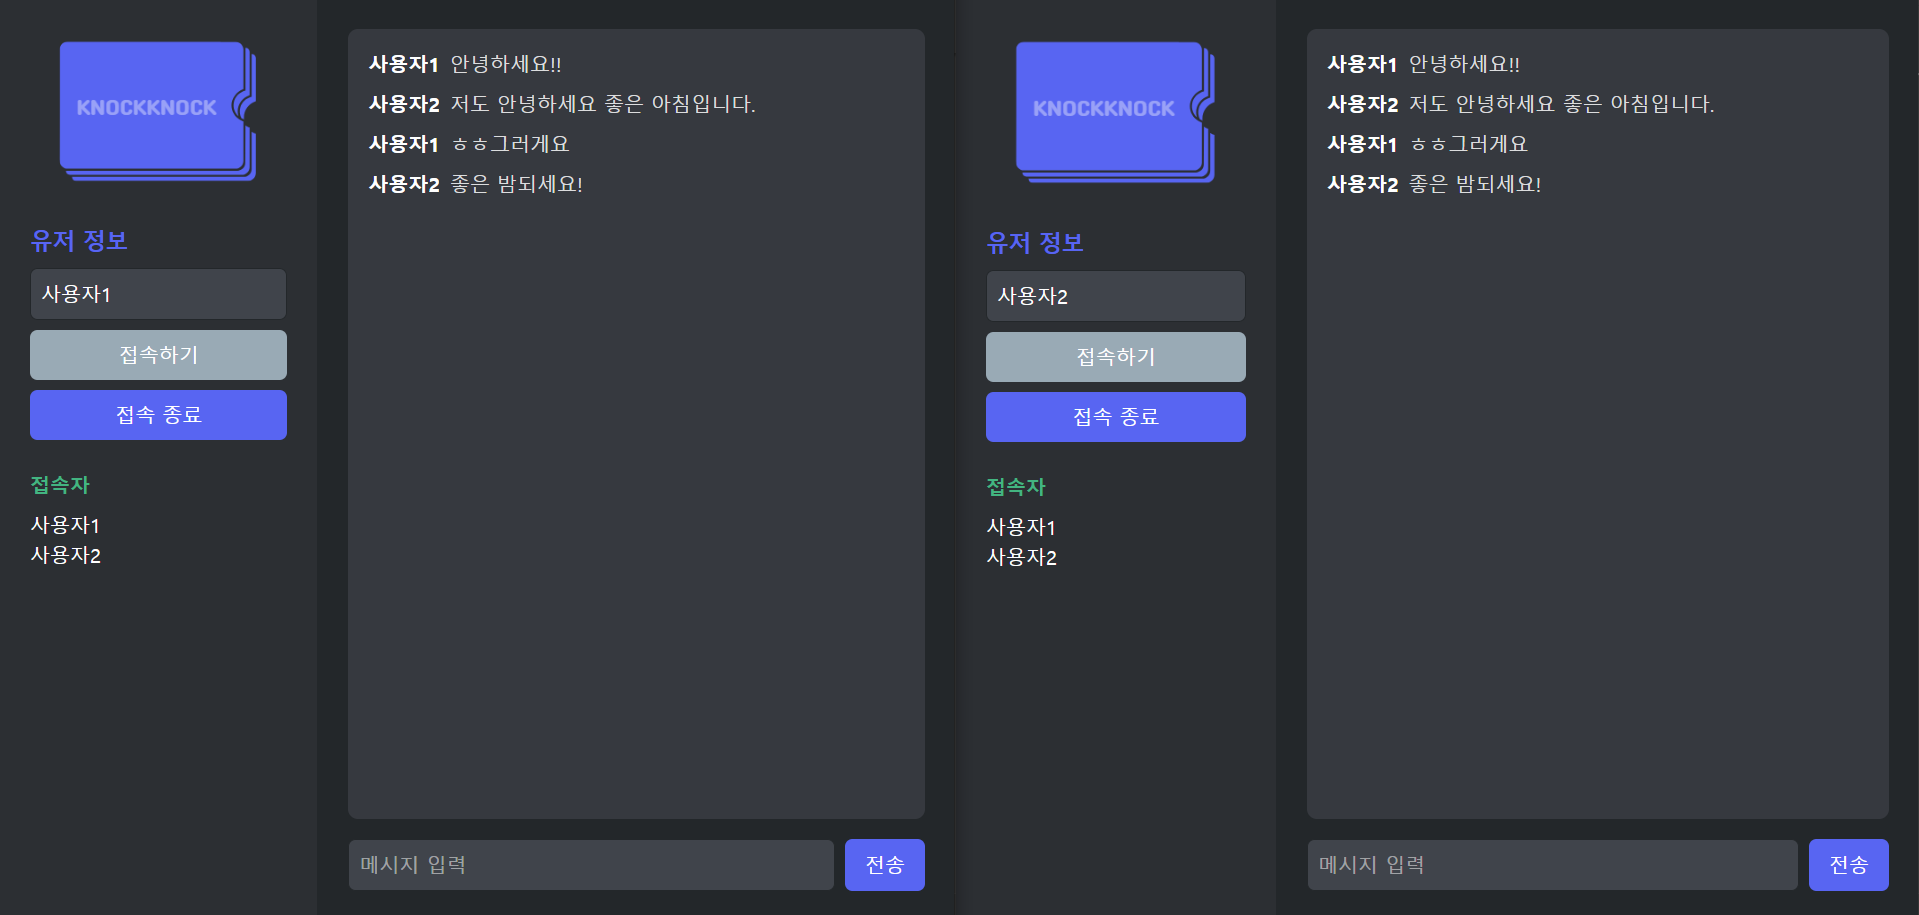 KNOCKKNOCK
유저 정보
사용자1
접속하기
접속 종료
접속자
사용자1
사용자2
사용자1 안녕하세요!!
사용자2 저도 안녕하세요 좋은 아침입니다.
사용자1 ㅎㅎ그러게요
사용자2 좋은 밤되세요!
메시지 입력
전송
KNOCKKNOCK
유저 정보
사용자2
접속하기
접속 종료
접속자
사용자1
사용자2
사용자1 안녕하세요!!
사용자2 저도 안녕하세요 좋은 아침입니다.
사용자1 ㅎㅎ그러게요
사용자2 좋은 밤되세요!
메시지 입력
전송